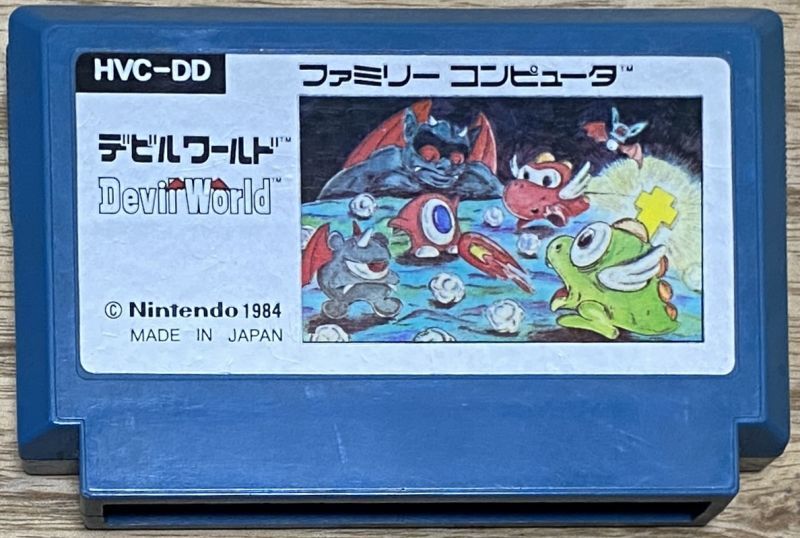 HVC-DD
ファミリー コンピュータ™
デビルワールド™
Devil World™
© Nintendo 1984
MADE IN JAPAN